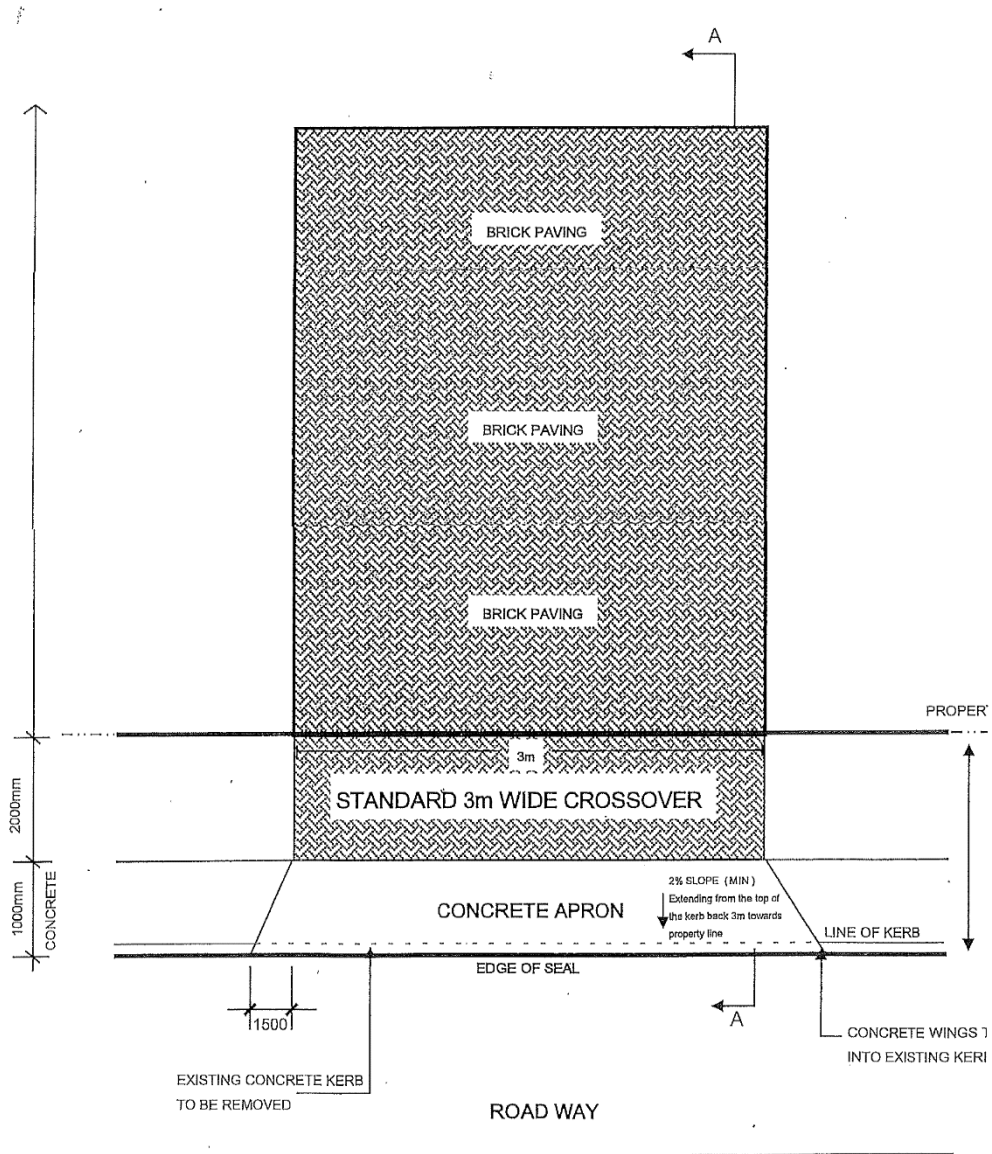 A
BRICK PAVING
BRICK PAVING
BRICK PAVING
PROPERT
3m
STANDARD 3m WIDE CROSSOVER
2000mm
1000mm
CONCRETE
2% SLOPE (MIN)
Extending from the top of
the kerb back 3m towards
property line
CONCRETE APRON
LINE OF KERB
EDGE OF SEAL
1500
A
CONCRETE WINGS T
INTO EXISTING KERB
EXISTING CONCRETE KERB
TO BE REMOVED
ROAD WAY